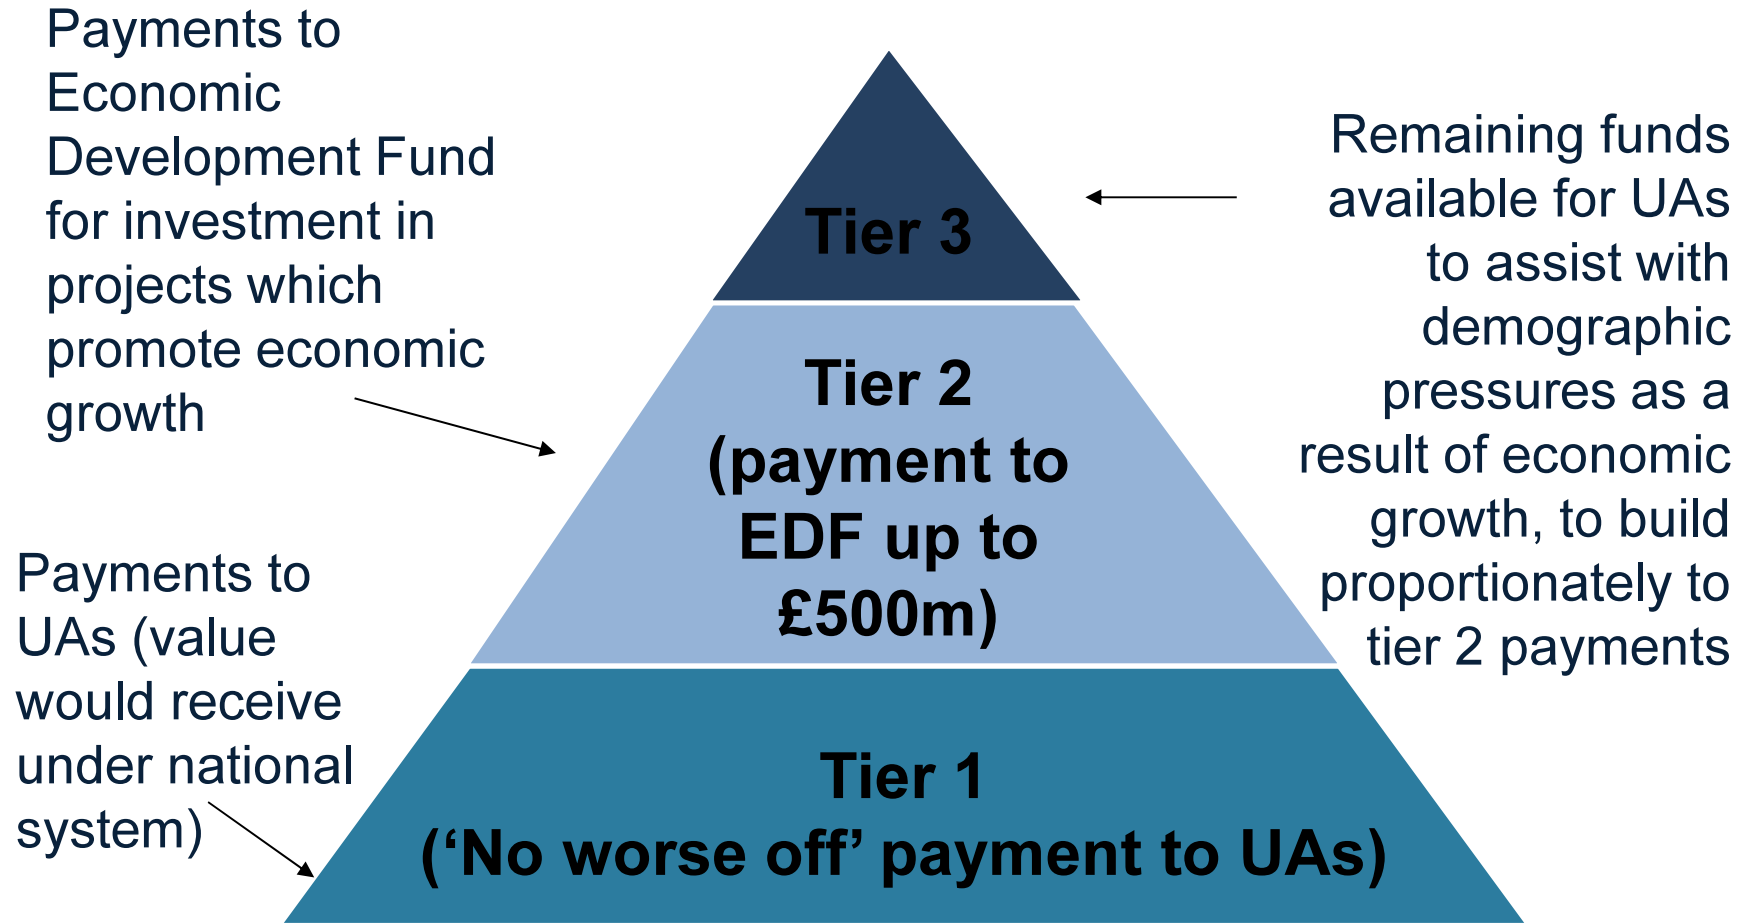 Payments to
Economic
Development Fund
for investment in
projects which
promote economic
growth
Payments to
UAs (value
would receive
under national
system)
Tier 3
Tier 2
(payment to
EDF up to
£500m)
Tier 1
(‘No worse off’ payment to UAs)
Remaining funds
available for UAs
to assist with
demographic
pressures as a
result of economic
growth, to build
proportionately to
tier 2 payments